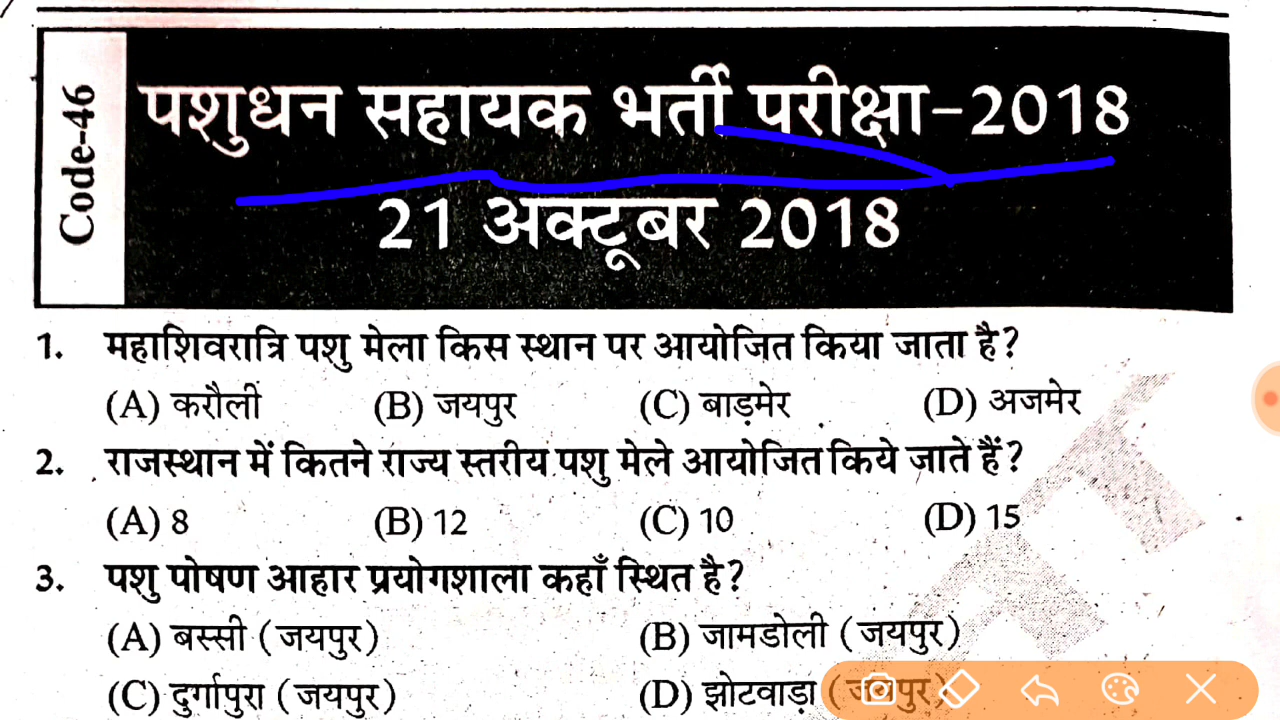 Code-46
पशुधन सहायक भर्ती परीक्षा-2018
21 अक्टूबर 2018
1. महाशिवरात्रि पशु मेला किस स्थान पर आयोजित किया जाता है?
(A) करौली (B) जयपुर (C) बाड़मेर (D) अजमेर
2. राजस्थान में कितने राज्य स्तरीय पशु मेले आयोजित किये जाते हैं?
(A) 8 (B) 12 (C) 10 (D) 15
3. पशु पोषण आहार प्रयोगशाला कहाँ स्थित है?
(A) बस्सी (जयपुर) (B) जामडोली (जयपुर)
(C) दुर्गापुरा (जयपुर) (D) झोटवाड़ा (जयपुर)